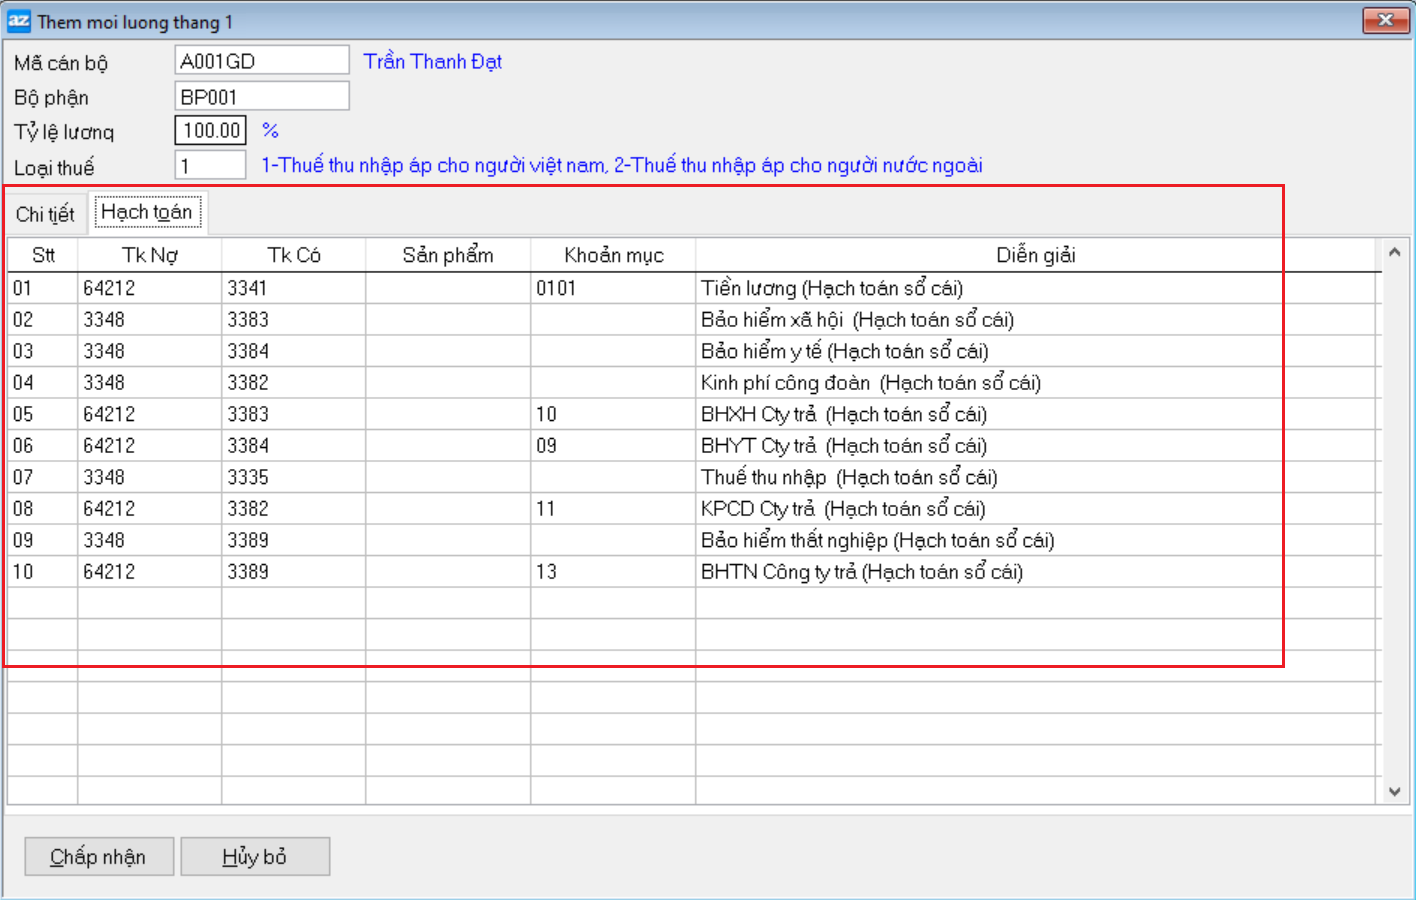 az Them moi luong thang 1
Mã cán bộ A001GD Trần Thanh Đạt
Bộ phận BP001
Tỷ lệ lương 100.00 %
Loại thuế 1 1-Thuế thu nhập áp cho người việt nam, 2-Thuế thu nhập áp cho người nước ngoài
Chi tiết Hạch toán
Stt Tk Nợ Tk Có Sản phẩm Khoản mục Diễn giải
01 64212 3341 0101 Tiền lương (Hạch toán sổ cái)
02 3348 3383 Bảo hiểm xã hội (Hạch toán sổ cái)
03 3348 3384 Bảo hiểm y tế (Hạch toán sổ cái)
04 3348 3382 Kinh phí công đoàn (Hạch toán sổ cái)
05 64212 3383 10 BHXH Cty trả (Hạch toán sổ cái)
06 64212 3384 09 BHYT Cty trả (Hạch toán sổ cái)
07 3348 3335 Thuế thu nhập (Hạch toán sổ cái)
08 64212 3382 11 KPCD Cty trả (Hạch toán sổ cái)
09 3348 3389 Bảo hiểm thất nghiệp (Hạch toán sổ cái)
10 64212 3389 13 BHTN Công ty trả (Hạch toán sổ cái)
Chấp nhận Hủy bỏ